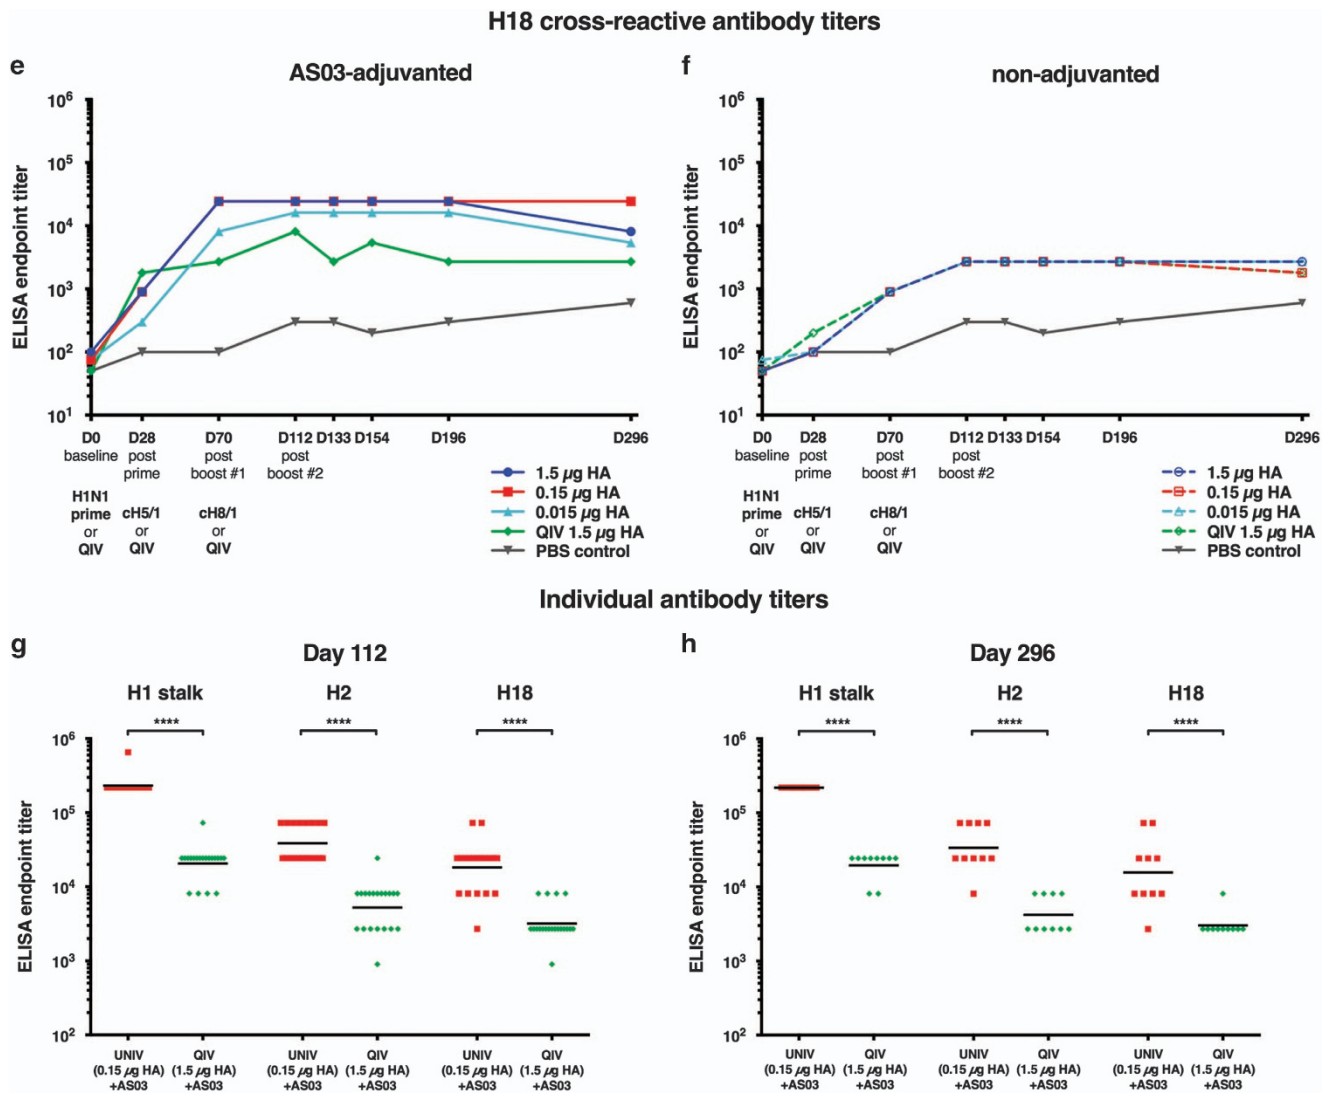 H18 cross-reactive antibody titers
e
AS03-adjuvanted
ELISA endpoint titer
10⁶
10⁵
10⁴
10³
10²
10¹
D0 D28 D70 D112 D133 D154 D196 D296
baseline post post post
prime boost #1 boost #2
H1N1
prime cH5/1 cH8/1
or or or
QIV QIV QIV
1.5 µg HA
0.15 µg HA
0.015 µg HA
QIV 1.5 µg HA
PBS control
f
non-adjuvanted
ELISA endpoint titer
10⁶
10⁵
10⁴
10³
10²
10¹
D0 D28 D70 D112 D133 D154 D196 D296
baseline post post post
prime boost #1 boost #2
H1N1
prime cH5/1 cH8/1
or or or
QIV QIV QIV
1.5 µg HA
0.15 µg HA
0.015 µg HA
QIV 1.5 µg HA
PBS control
Individual antibody titers
g
Day 112
H1 stalk H2 H18
**** **** ****
ELISA endpoint titer
10⁶
10⁵
10⁴
10³
10²
UNIV QIV UNIV QIV UNIV QIV
(0.15 µg HA) (1.5 µg HA) (0.15 µg HA) (1.5 µg HA) (0.15 µg HA) (1.5 µg HA)
+AS03 +AS03 +AS03 +AS03 +AS03 +AS03
h
Day 296
H1 stalk H2 H18
**** **** ****
ELISA endpoint titer
10⁶
10⁵
10⁴
10³
10²
UNIV QIV UNIV QIV UNIV QIV
(0.15 µg HA) (1.5 µg HA) (0.15 µg HA) (1.5 µg HA) (0.15 µg HA) (1.5 µg HA)
+AS03 +AS03 +AS03 +AS03 +AS03 +AS03